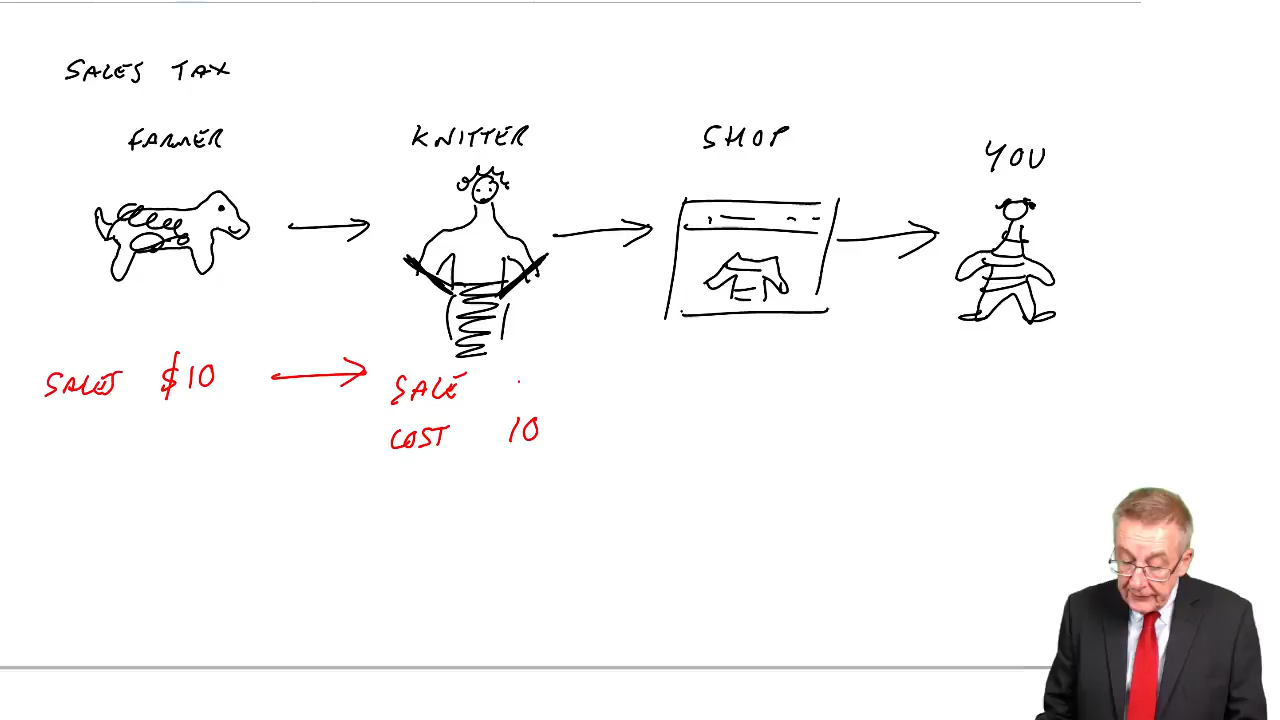 SALES TAX
FARMER
KNITTER
SHOP
YOU
SALES $10
SALE
COST 10